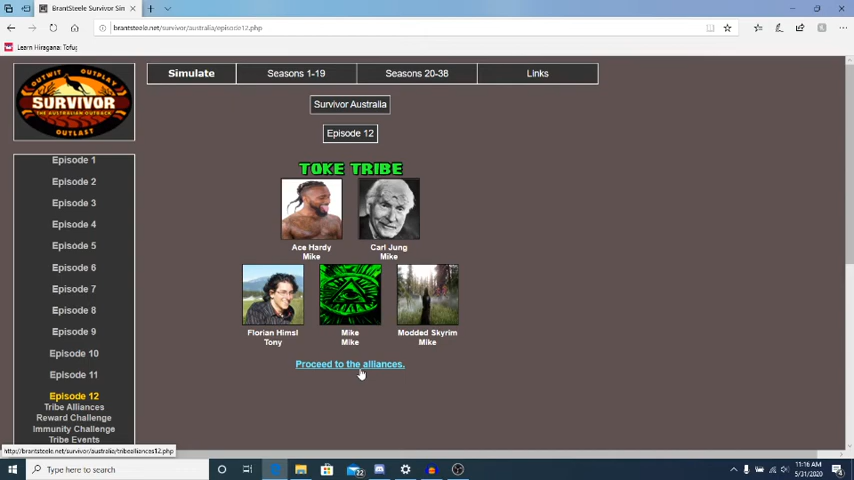 BrantSteele Survivor Sim
brantsteele.net/survivor/australia/episode12.php
Learn Hiragana: Tofu
OUTWIT OUTPLAY
SURVIVOR
THE AUSTRALIAN OUTBACK
OUTLAST
Simulate
Seasons 1-19
Seasons 20-38
Links
Survivor Australia
Episode 12
TOKE TRIBE
Ace Hardy
Mike
Carl Jung
Mike
Florian Himsl
Tony
Mike
Mike
Modded Skyrim
Mike
Proceed to the alliances.
Episode 1
Episode 2
Episode 3
Episode 4
Episode 5
Episode 6
Episode 7
Episode 8
Episode 9
Episode 10
Episode 11
Episode 12
Tribe Alliances
Reward Challenge
Immunity Challenge
Tribe Events
http://brantsteele.net/survivor/australia/tribealliances12.php
Type here to search
22
11:16 AM
5/31/2020
4